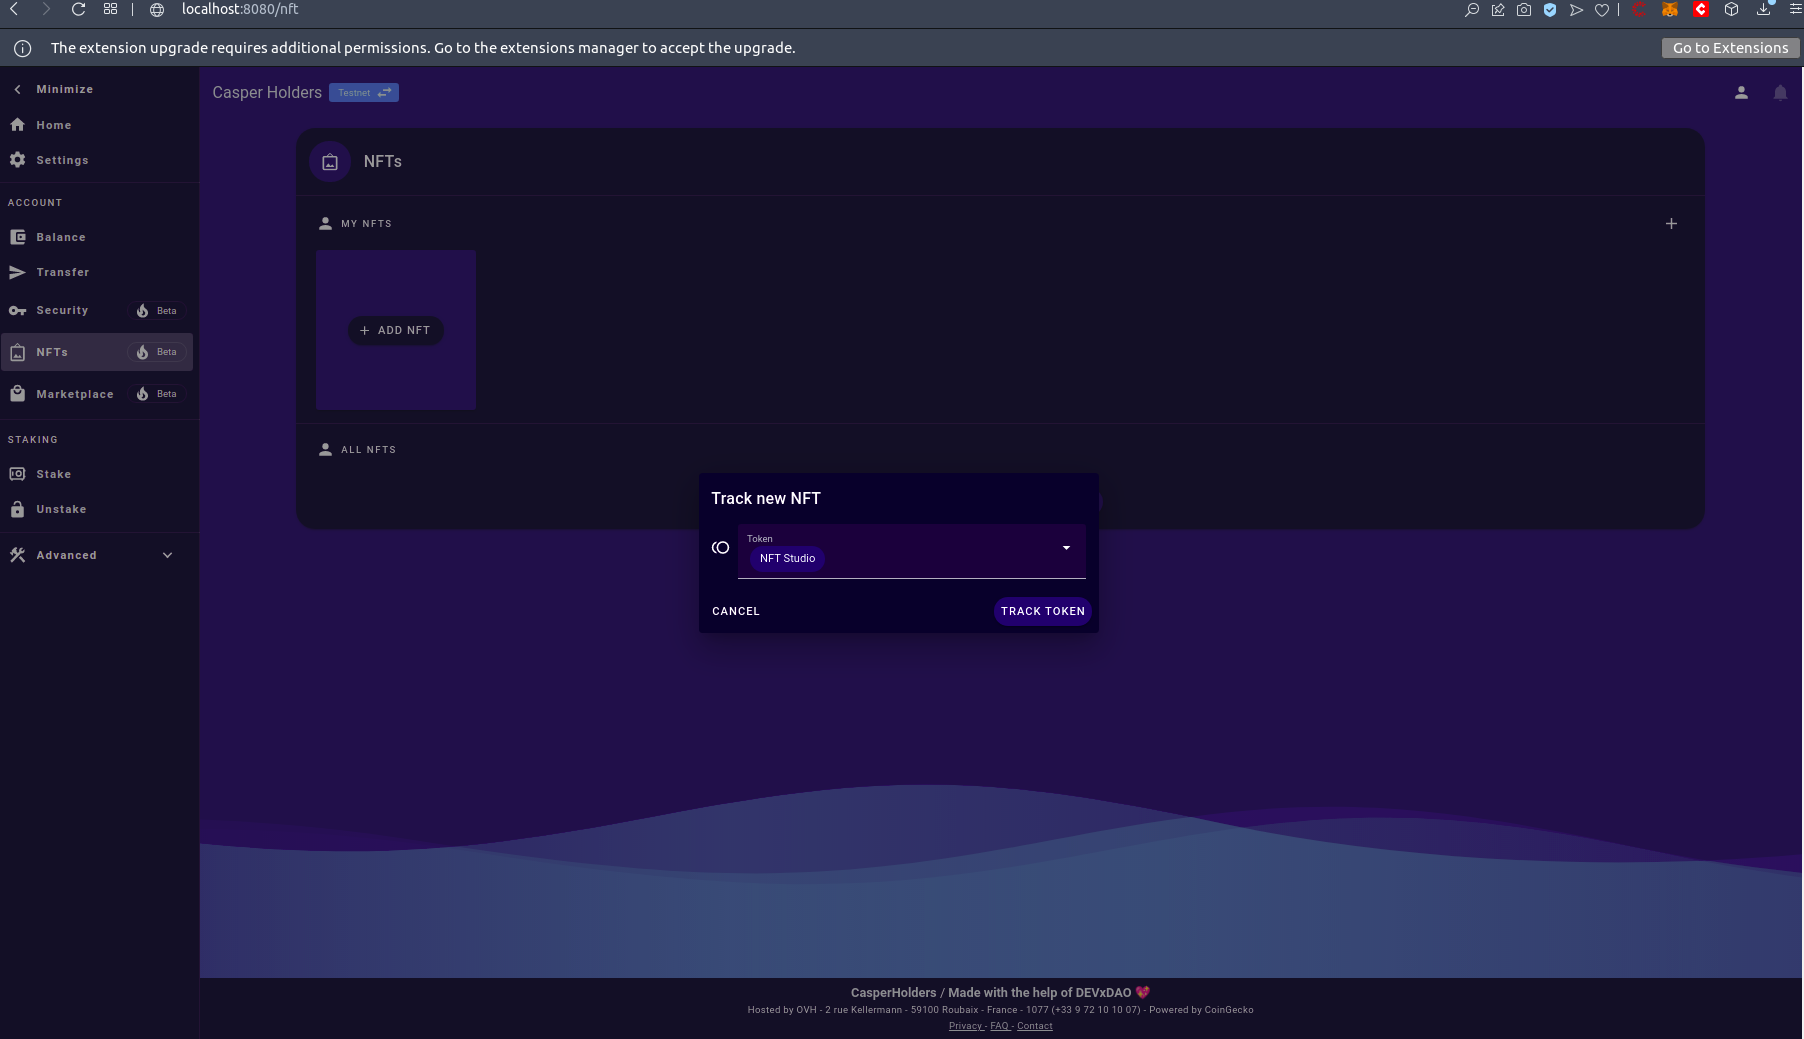 localhost:8080/nft
The extension upgrade requires additional permissions. Go to the extensions manager to accept the upgrade.
Go to Extensions
Minimize
Home
Settings
ACCOUNT
Balance
Transfer
Security Beta
NFTs Beta
Marketplace Beta
STAKING
Stake
Unstake
Advanced
Casper Holders Testnet
NFTs
MY NFTS
ADD NFT
ALL NFTS
Track new NFT
Token
NFT Studio
CANCEL TRACK TOKEN
CasperHolders / Made with the help of DEVxDAO 💖
Hosted by OVH - 2 rue Kellermann - 59100 Roubaix - France - 1077 (+33 9 72 10 10 07) - Powered by CoinGecko
Privacy - FAQ - Contact